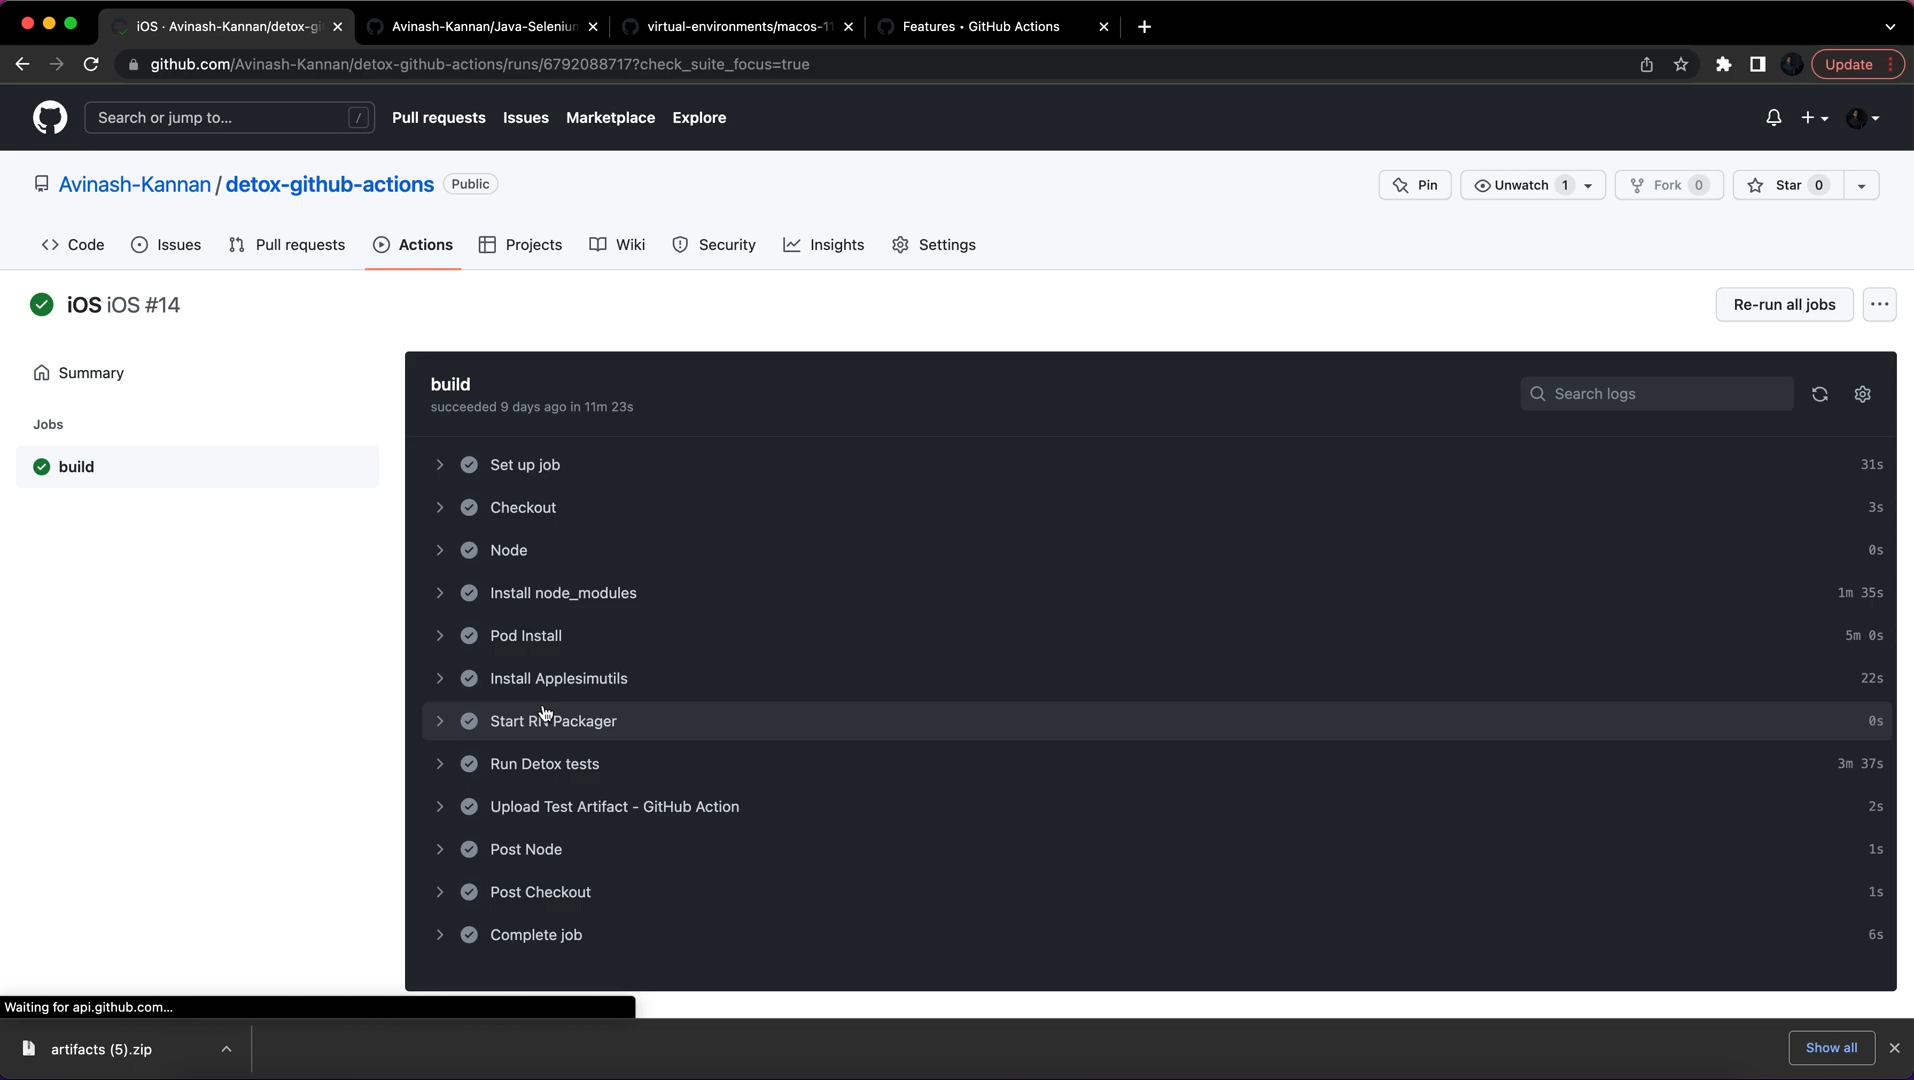 iOS · Avinash-Kannan/detox-gi
Avinash-Kannan/Java-Selenium
virtual-environments/macos-11
Features • GitHub Actions
github.com/Avinash-Kannan/detox-github-actions/runs/6792088717?check_suite_focus=true
Update
Search or jump to...
/
Pull requests
Issues
Marketplace
Explore
Avinash-Kannan / detox-github-actions
Public
Pin
Unwatch 1
Fork 0
Star 0
Code
Issues
Pull requests
Actions
Projects
Wiki
Security
Insights
Settings
iOS iOS #14
Re-run all jobs
Summary
Jobs
build
build
succeeded 9 days ago in 11m 23s
Search logs
Set up job 31s
Checkout 3s
Node 0s
Install node_modules 1m 35s
Pod Install 5m 0s
Install Applesimutils 22s
Start RN Packager 0s
Run Detox tests 3m 37s
Upload Test Artifact - GitHub Action 2s
Post Node 1s
Post Checkout 1s
Complete job 6s
Waiting for api.github.com...
artifacts (5).zip
Show all